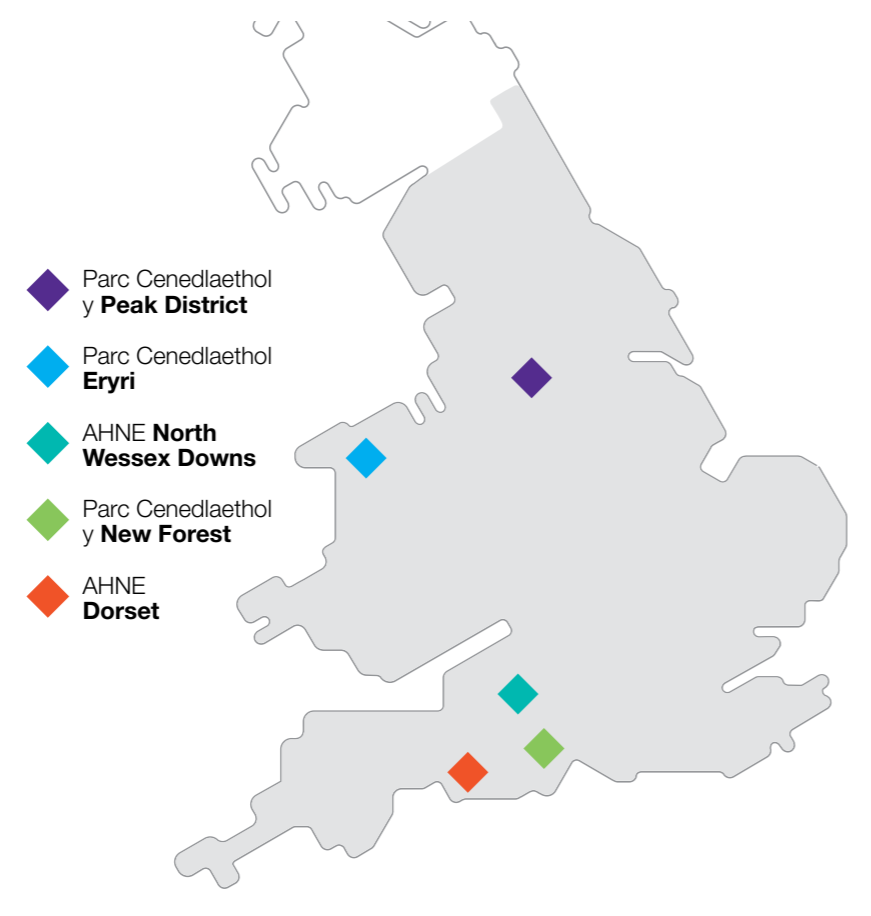 Parc Cenedlaethol
y Peak District
Parc Cenedlaethol
Eryri
AHNE North
Wessex Downs
Parc Cenedlaethol
y New Forest
AHNE
Dorset